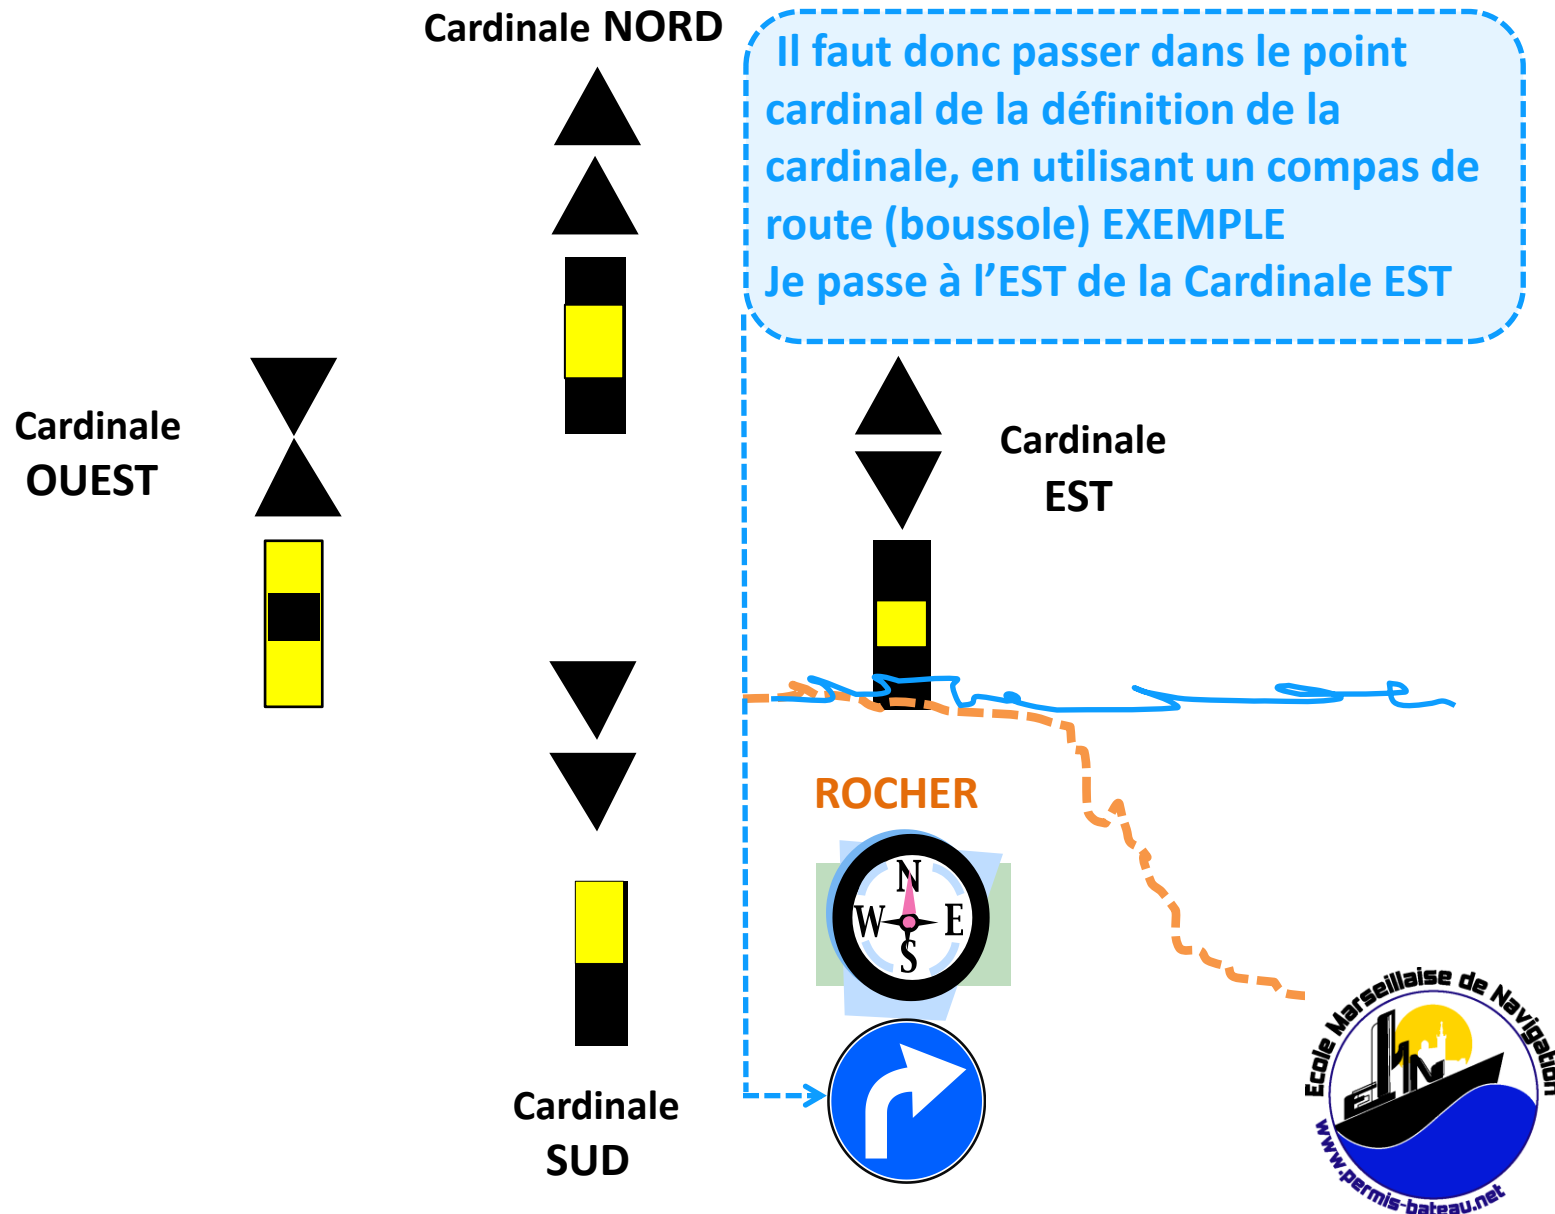 Cardinale NORD
Il faut donc passer dans le point
cardinal de la définition de la
cardinale, en utilisant un compas de
route (boussole) EXEMPLE
Je passe à l’EST de la Cardinale EST
Cardinale
OUEST
Cardinale
EST
ROCHER
N
W E
S
Cardinale
SUD
Ecole Marseillaise de Navigation
EMN
www.permis-bateau.net